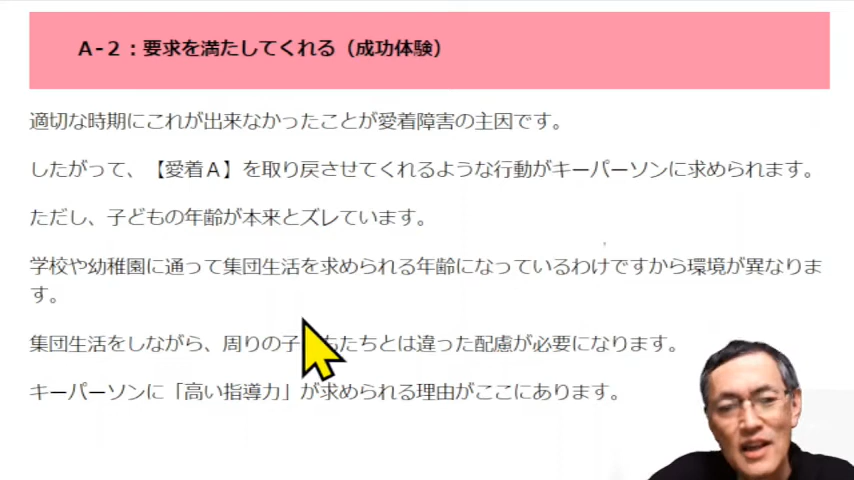 A-2：要求を満たしてくれる（成功体験）
適切な時期にこれが出来なかったことが愛着障害の主因です。
したがって、【愛着A】を取り戻させてくれるような行動がキーパーソンに求められます。
ただし、子どもの年齢が本来とズレています。
学校や幼稚園に通って集団生活を求められる年齢になっているわけですから環境が異なりま
す。
集団生活をしながら、周りの子どもたちとは違った配慮が必要になります。
キーパーソンに「高い指導力」が求められる理由がここにあります。